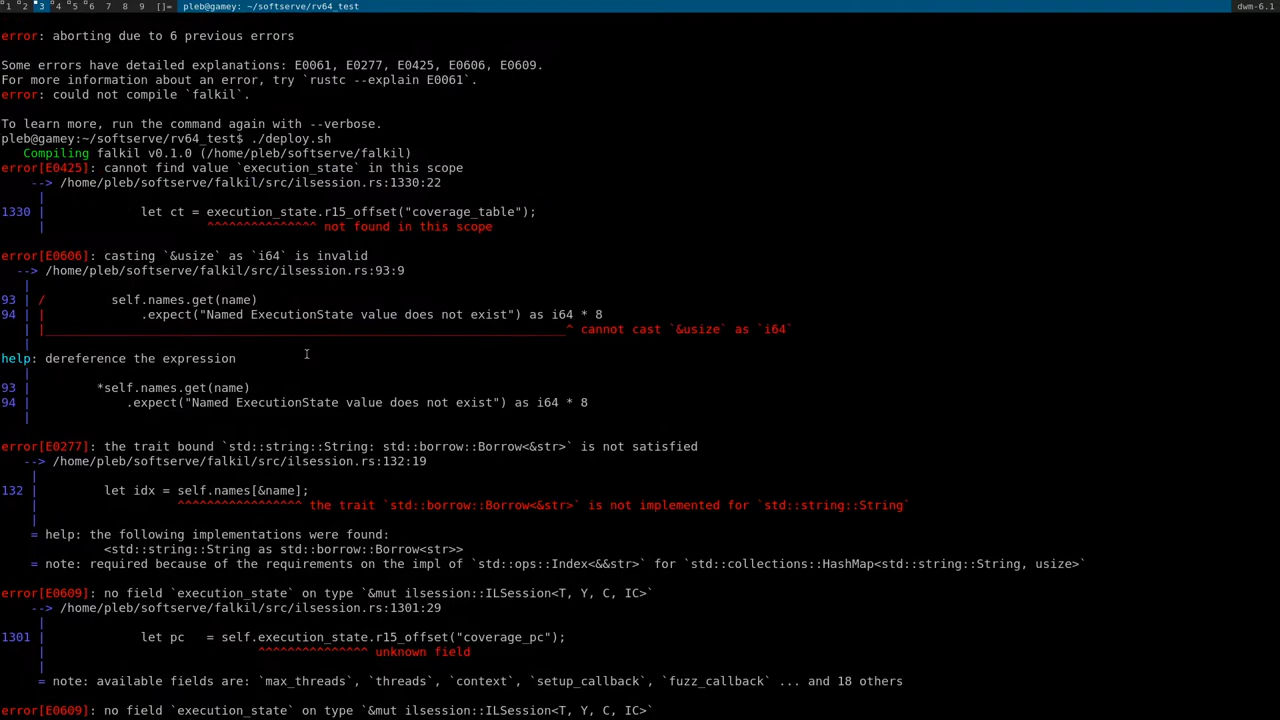 1 2 3 4 5 6 7 8 9 []= pleb@gamey: ~/softserve/rv64_test dwm-6.1
error: aborting due to 6 previous errors
Some errors have detailed explanations: E0061, E0277, E0425, E0606, E0609.
For more information about an error, try `rustc --explain E0061`.
error: could not compile `falkil`.
To learn more, run the command again with --verbose.
pleb@gamey:~/softserve/rv64_test$ ./deploy.sh
   Compiling falkil v0.1.0 (/home/pleb/softserve/falkil)
error[E0425]: cannot find value `execution_state` in this scope
    --> /home/pleb/softserve/falkil/src/ilsession.rs:1330:22
     |
1330 |             let ct = execution_state.r15_offset("coverage_table");
     |                      ^^^^^^^^^^^^^^^ not found in this scope
error[E0606]: casting `&usize` as `i64` is invalid
  --> /home/pleb/softserve/falkil/src/ilsession.rs:93:9
   |
93 | /         self.names.get(name)
94 | |             .expect("Named ExecutionState value does not exist") as i64 * 8
   | |_______________________________________________________________________^ cannot cast `&usize` as `i64`
   |
help: dereference the expression
   |
93 |         *self.names.get(name)
94 |             .expect("Named ExecutionState value does not exist") as i64 * 8
   |
error[E0277]: the trait bound `std::string::String: std::borrow::Borrow<&str>` is not satisfied
   --> /home/pleb/softserve/falkil/src/ilsession.rs:132:19
    |
132 |         let idx = self.names[&name];
    |                   ^^^^^^^^^^^^^^^^^ the trait `std::borrow::Borrow<&str>` is not implemented for `std::string::String`
    |
    = help: the following implementations were found:
              <std::string::String as std::borrow::Borrow<str>>
    = note: required because of the requirements on the impl of `std::ops::Index<&&str>` for `std::collections::HashMap<std::string::String, usize>`
error[E0609]: no field `execution_state` on type `&mut ilsession::ILSession<T, Y, C, IC>`
    --> /home/pleb/softserve/falkil/src/ilsession.rs:1301:29
     |
1301 |             let pc   = self.execution_state.r15_offset("coverage_pc");
     |                             ^^^^^^^^^^^^^^^ unknown field
     |
     = note: available fields are: `max_threads`, `threads`, `context`, `setup_callback`, `fuzz_callback` ... and 18 others
error[E0609]: no field `execution_state` on type `&mut ilsession::ILSession<T, Y, C, IC>`